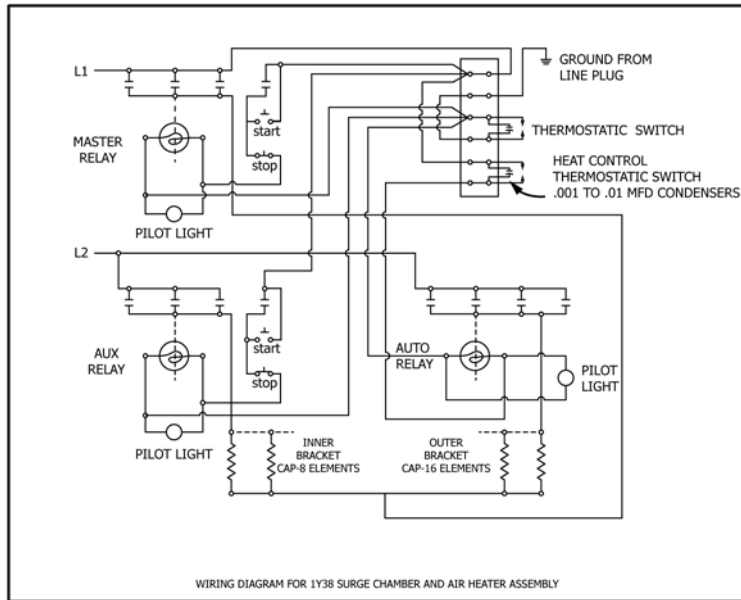 L1
GROUND FROM
LINE PLUG
start
THERMOSTATIC SWITCH
MASTER
RELAY
stop
HEAT CONTROL
THERMOSTATIC SWITCH
.001 TO .01 MFD CONDENSERS
PILOT LIGHT
L2
start
AUX
RELAY
AUTO
RELAY
stop
PILOT
LIGHT
PILOT LIGHT
INNER
BRACKET
CAP-8 ELEMENTS
OUTER
BRACKET
CAP-16 ELEMENTS
WIRING DIAGRAM FOR 1Y38 SURGE CHAMBER AND AIR HEATER ASSEMBLY